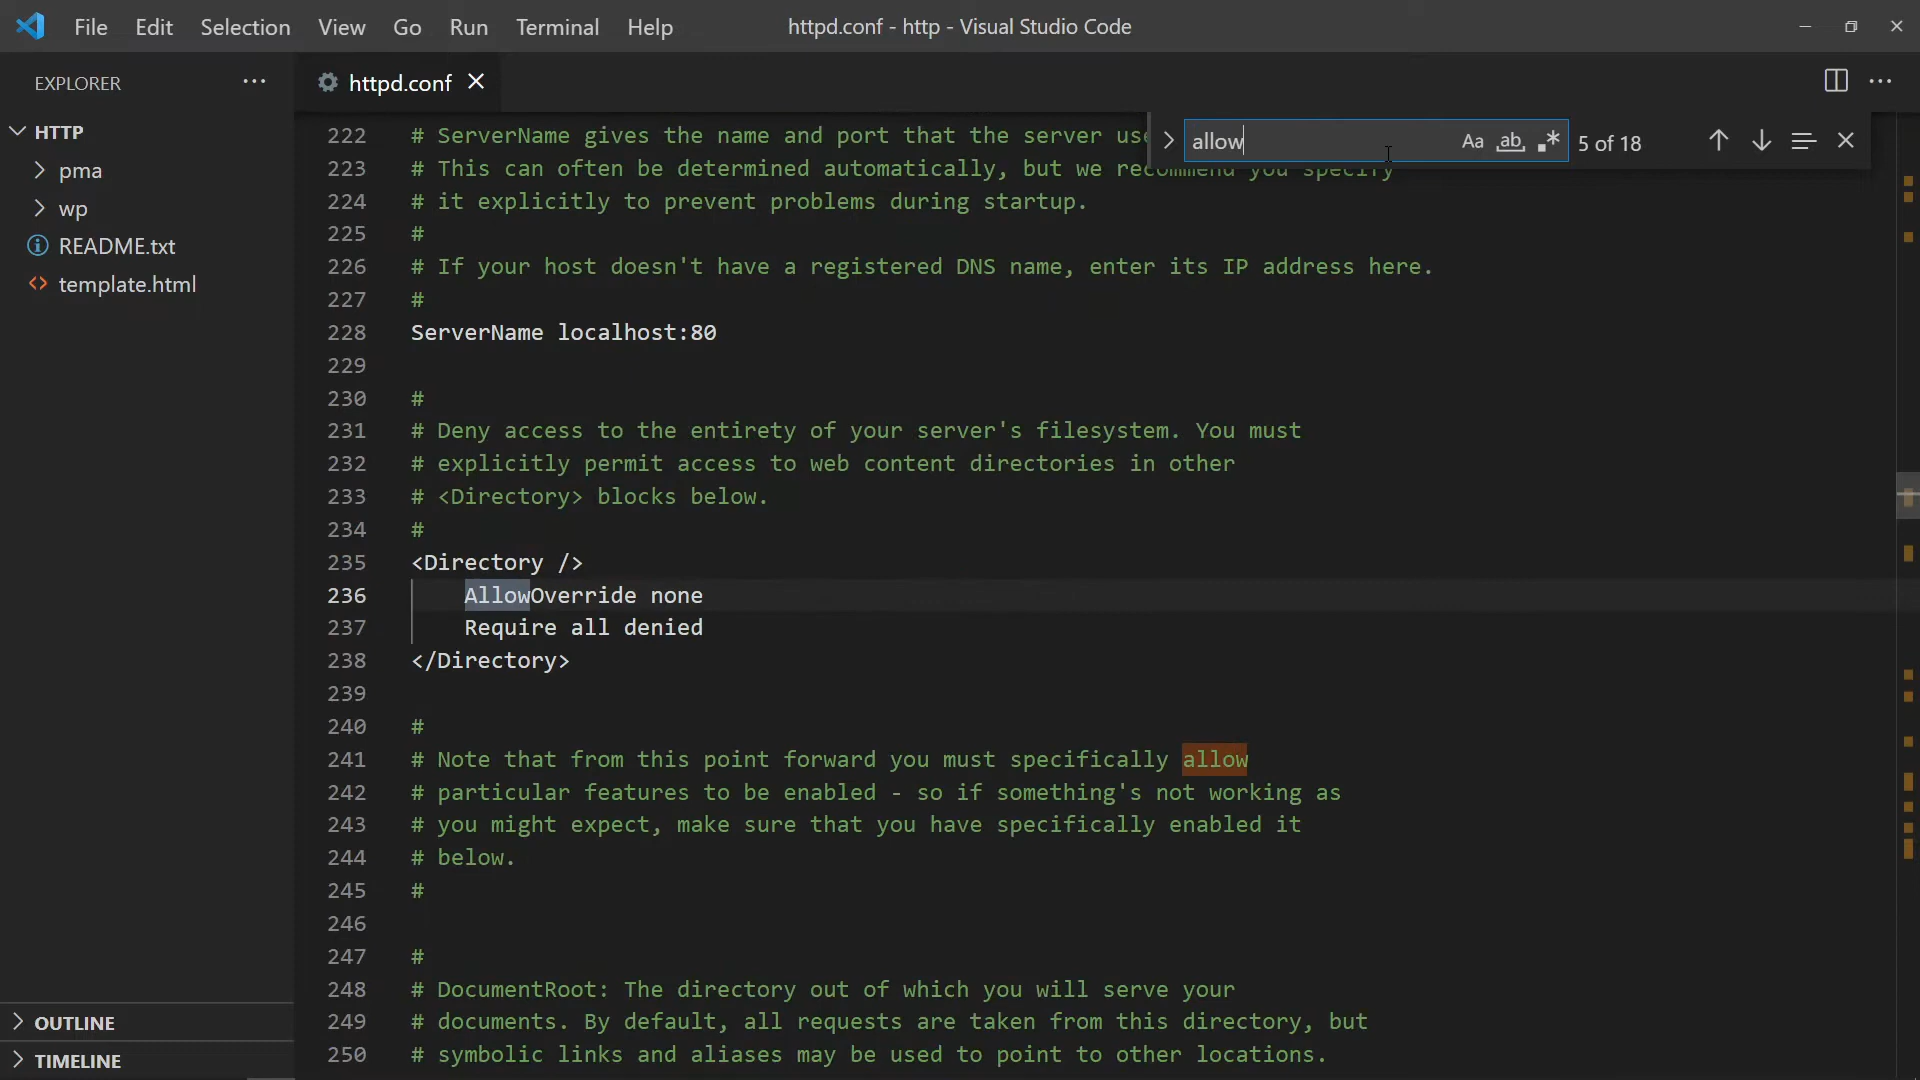 File Edit Selection View Go Run Terminal Help httpd.conf - http - Visual Studio Code
EXPLORER
HTTP
pma
wp
README.txt
template.html
OUTLINE
TIMELINE
httpd.conf
allow Aa ab 5 of 18
222 # ServerName gives the name and port that the server use
223 # This can often be determined automatically, but we recommend you specify
224 # it explicitly to prevent problems during startup.
225 #
226 # If your host doesn't have a registered DNS name, enter its IP address here.
227 #
228 ServerName localhost:80
229
230 #
231 # Deny access to the entirety of your server's filesystem. You must
232 # explicitly permit access to web content directories in other
233 # <Directory> blocks below.
234 #
235 <Directory />
236 AllowOverride none
237 Require all denied
238 </Directory>
239
240 #
241 # Note that from this point forward you must specifically allow
242 # particular features to be enabled - so if something's not working as
243 # you might expect, make sure that you have specifically enabled it
244 # below.
245 #
246
247 #
248 # DocumentRoot: The directory out of which you will serve your
249 # documents. By default, all requests are taken from this directory, but
250 # symbolic links and aliases may be used to point to other locations.